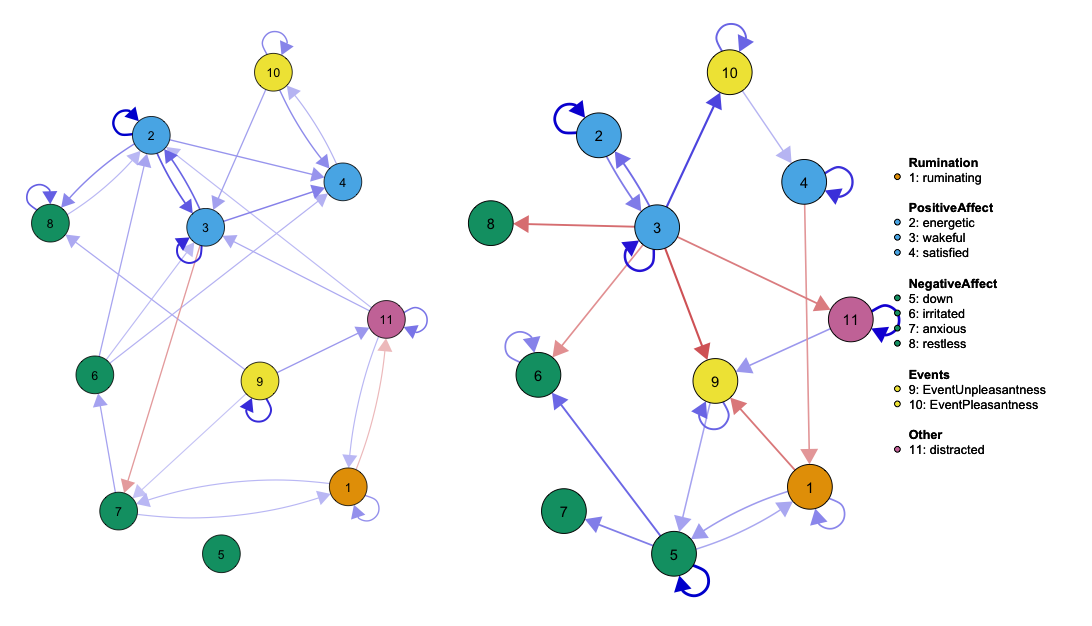 10
2
4
8
3
11
6
9
1
7
5
10
2
4
8
3
11
6
9
1
7
5
Rumination
1: ruminating
PositiveAffect
2: energetic
3: wakeful
4: satisfied
NegativeAffect
5: down
6: irritated
7: anxious
8: restless
Events
9: EventUnpleasantness
10: EventPleasantness
Other
11: distracted